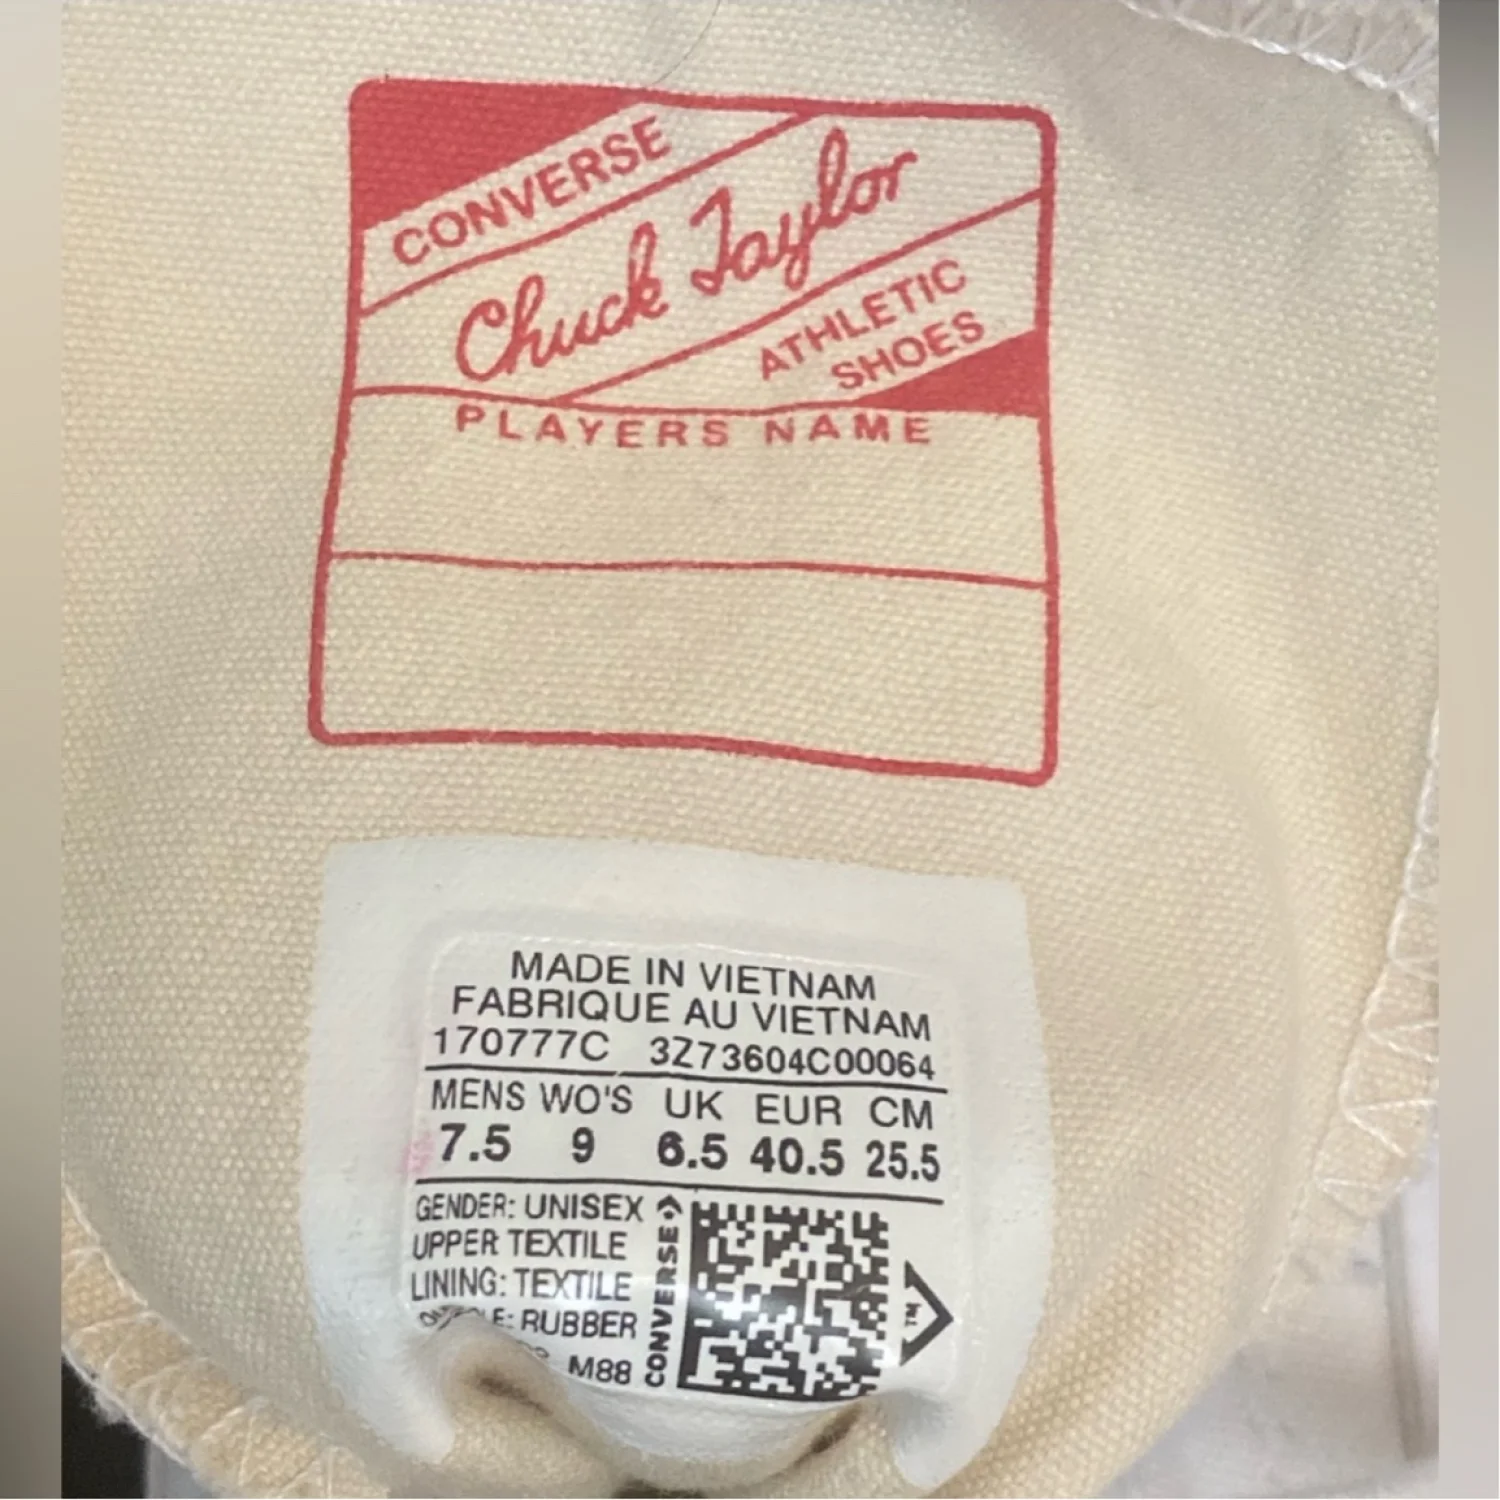 CONVERSE
Chuck Taylor
ATHLETIC
SHOES
PLAYERS NAME
MADE IN VIETNAM
FABRIQUE AU VIETNAM
170777C 3Z73604C00064
MENS WO'S UK EUR CM
7.5 9 6.5 40.5 25.5
GENDER: UNISEX
UPPER TEXTILE
LINING: TEXTILE
RUBBER
M88
CONVERSE
TM